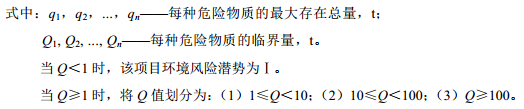 式中：q₁，q₂，...，qₙ——每种危险物质的最大存在总量，t；
Q₁, Q₂, ..., Qₙ——每种危险物质的临界量，t。
当 Q＜1 时，该项目环境风险潜势为Ⅰ。
当 Q≥1 时，将 Q 值划分为：（1）1≤Q＜10；（2）10≤Q＜100；（3）Q≥100。